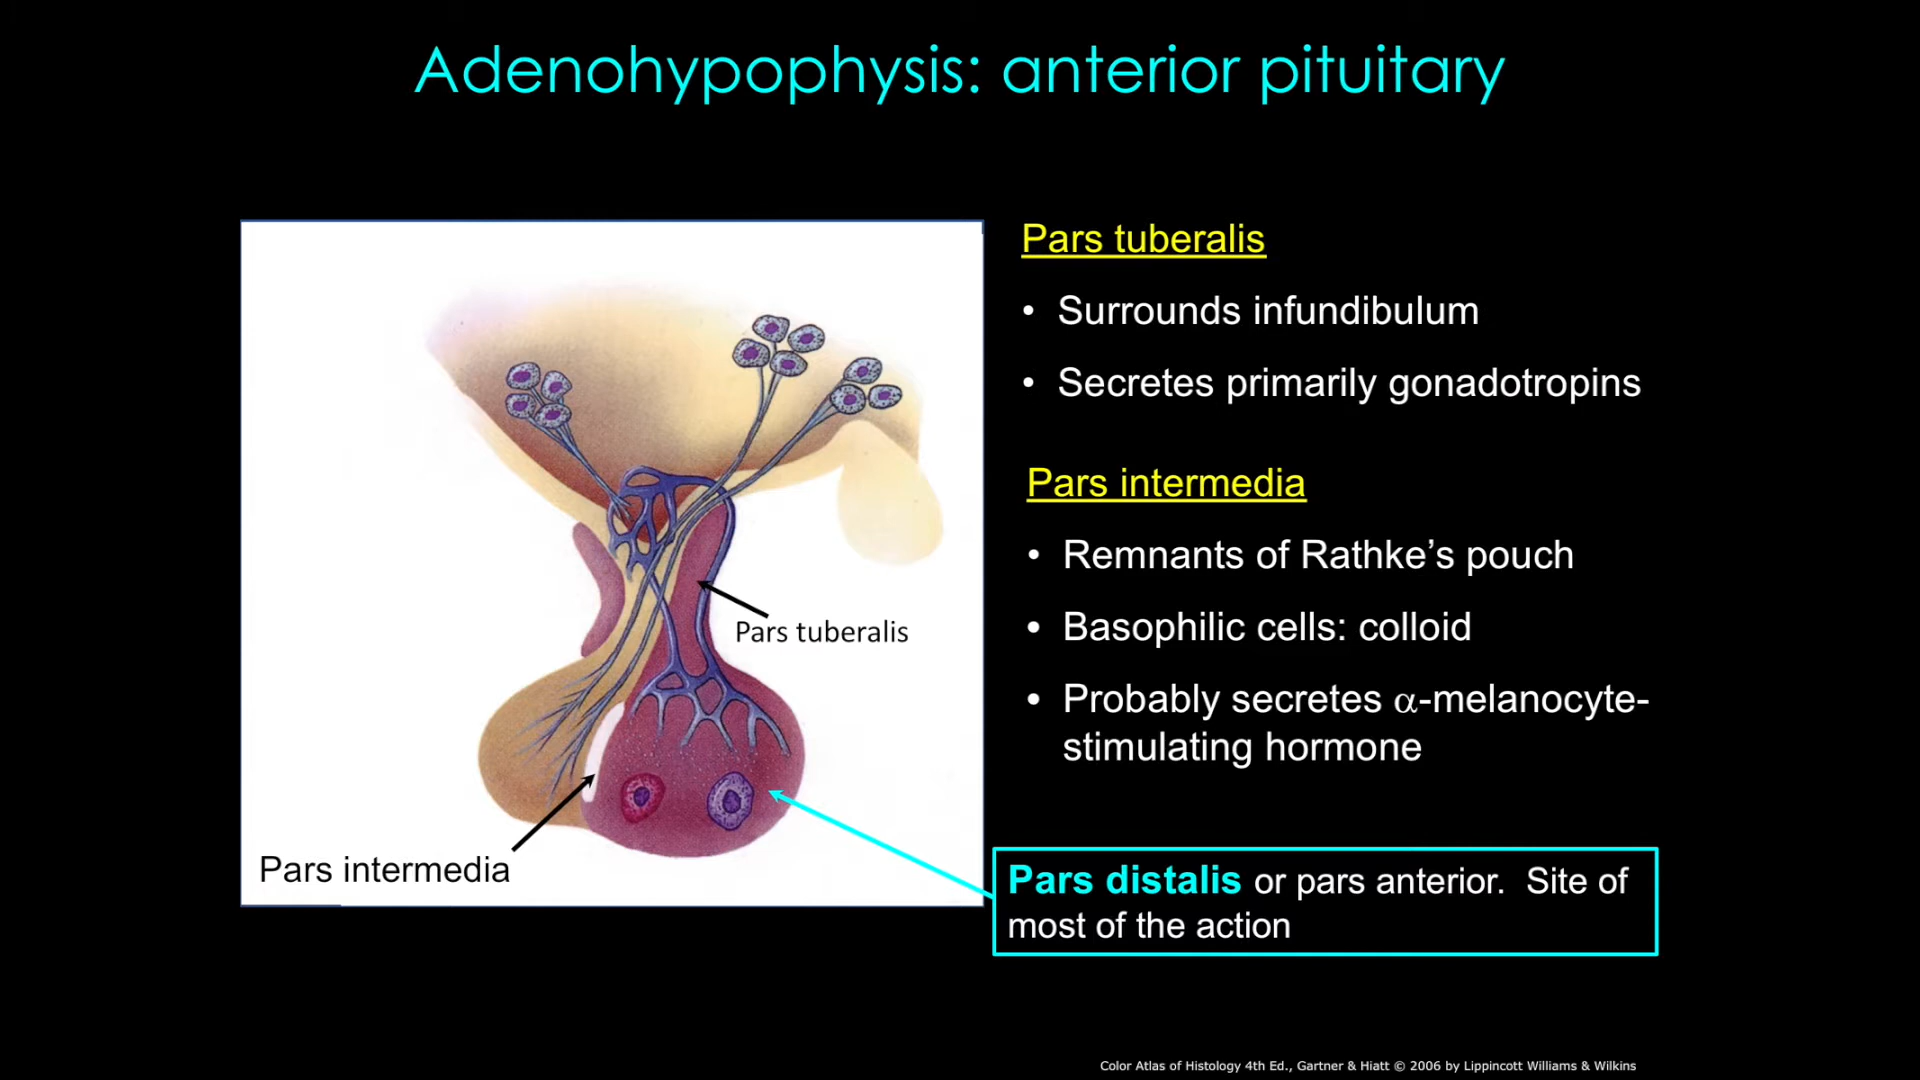 Adenohypophysis: anterior pituitary
Pars tuberalis
• Surrounds infundibulum
• Secretes primarily gonadotropins
Pars intermedia
• Remnants of Rathke’s pouch
• Basophilic cells: colloid
• Probably secretes α-melanocyte-
stimulating hormone
Pars tuberalis
Pars intermedia
Pars distalis or pars anterior. Site of
most of the action
Color Atlas of Histology 4th Ed., Gartner & Hiatt © 2006 by Lippincott Williams & Wilkins